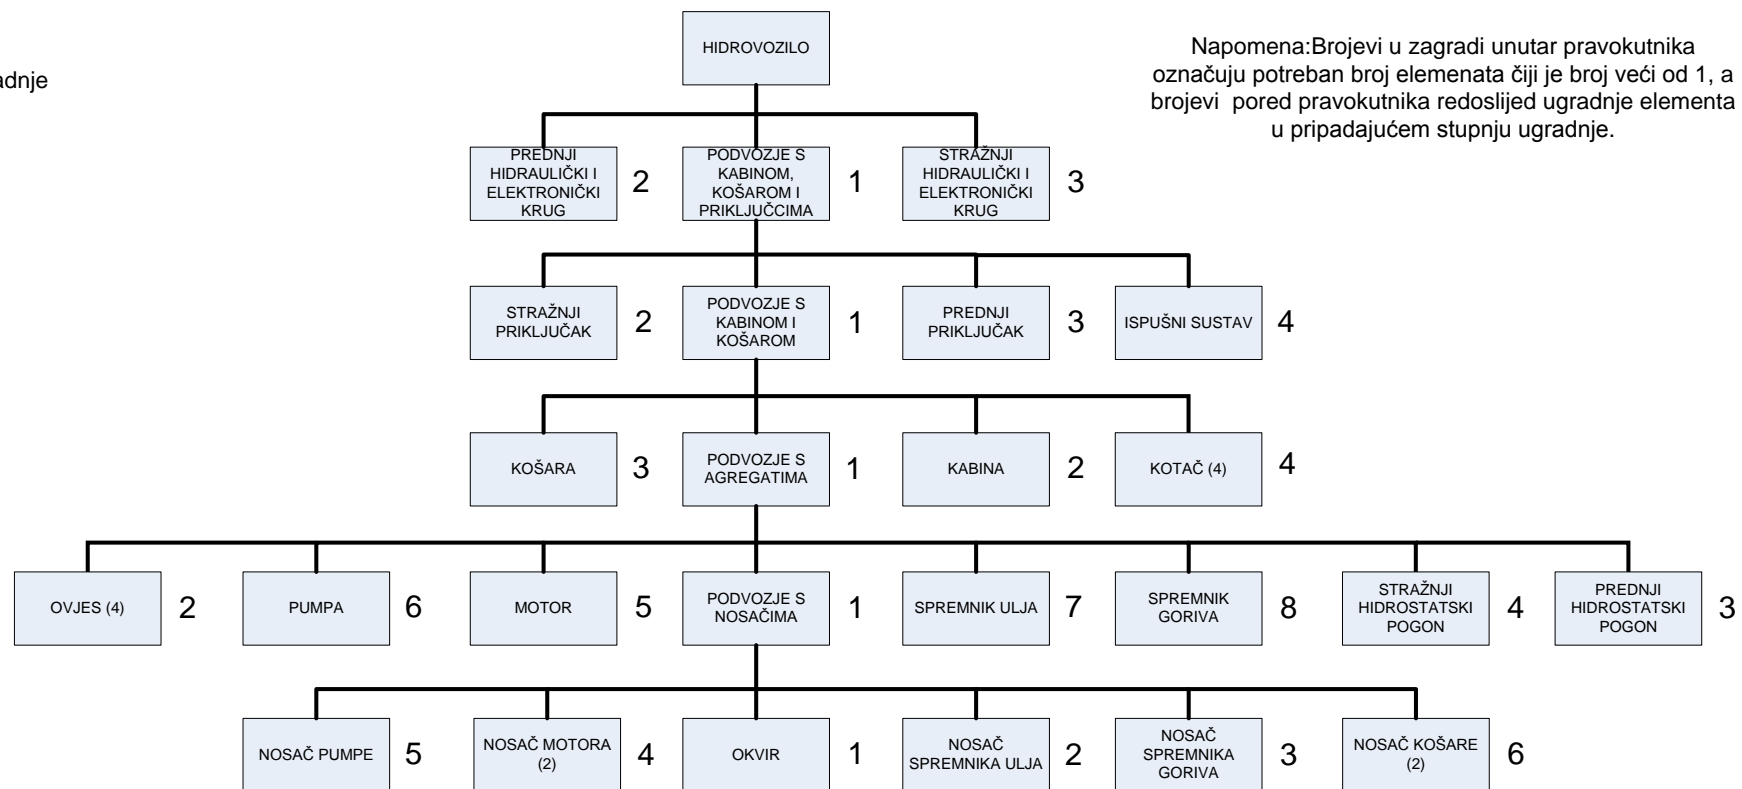 HIDROVOZILO
Napomena:Brojevi u zagradi unutar pravokutnika
označuju potreban broj elemenata čiji je broj veći od 1, a
brojevi pored pravokutnika redoslijed ugradnje elementa
u pripadajućem stupnju ugradnje.
adnje
PREDNJI
HIDRAULIČKI I
ELEKTRONIČKI
KRUG
2
PODVOZJE S
KABINOM,
KOŠAROM I
PRIKLJUČCIMA
1
STRAŽNJI
HIDRAULIČKI I
ELEKTRONIČKI
KRUG
3
STRAŽNJI
PRIKLJUČAK
2
PODVOZJE S
KABINOM I
KOŠAROM
1
PREDNJI
PRIKLJUČAK
3
ISPUŠNI SUSTAV
4
KOŠARA
3
PODVOZJE S
AGREGATIMA
1
KABINA
2
KOTAČ (4)
4
OVJES (4)
2
PUMPA
6
MOTOR
5
PODVOZJE S
NOSAČIMA
1
SPREMNIK ULJA
7
SPREMNIK
GORIVA
8
STRAŽNJI
HIDROSTATSKI
POGON
4
PREDNJI
HIDROSTATSKI
POGON
3
NOSAČ PUMPE
5
NOSAČ MOTORA
(2)
4
OKVIR
1
NOSAČ
SPREMNIKA ULJA
2
NOSAČ
SPREMNIKA
GORIVA
3
NOSAČ KOŠARE
(2)
6